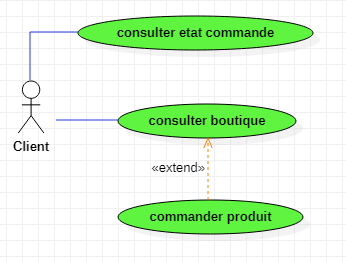 consulter etat commande
consulter boutique
Client
«extend»
commander produit